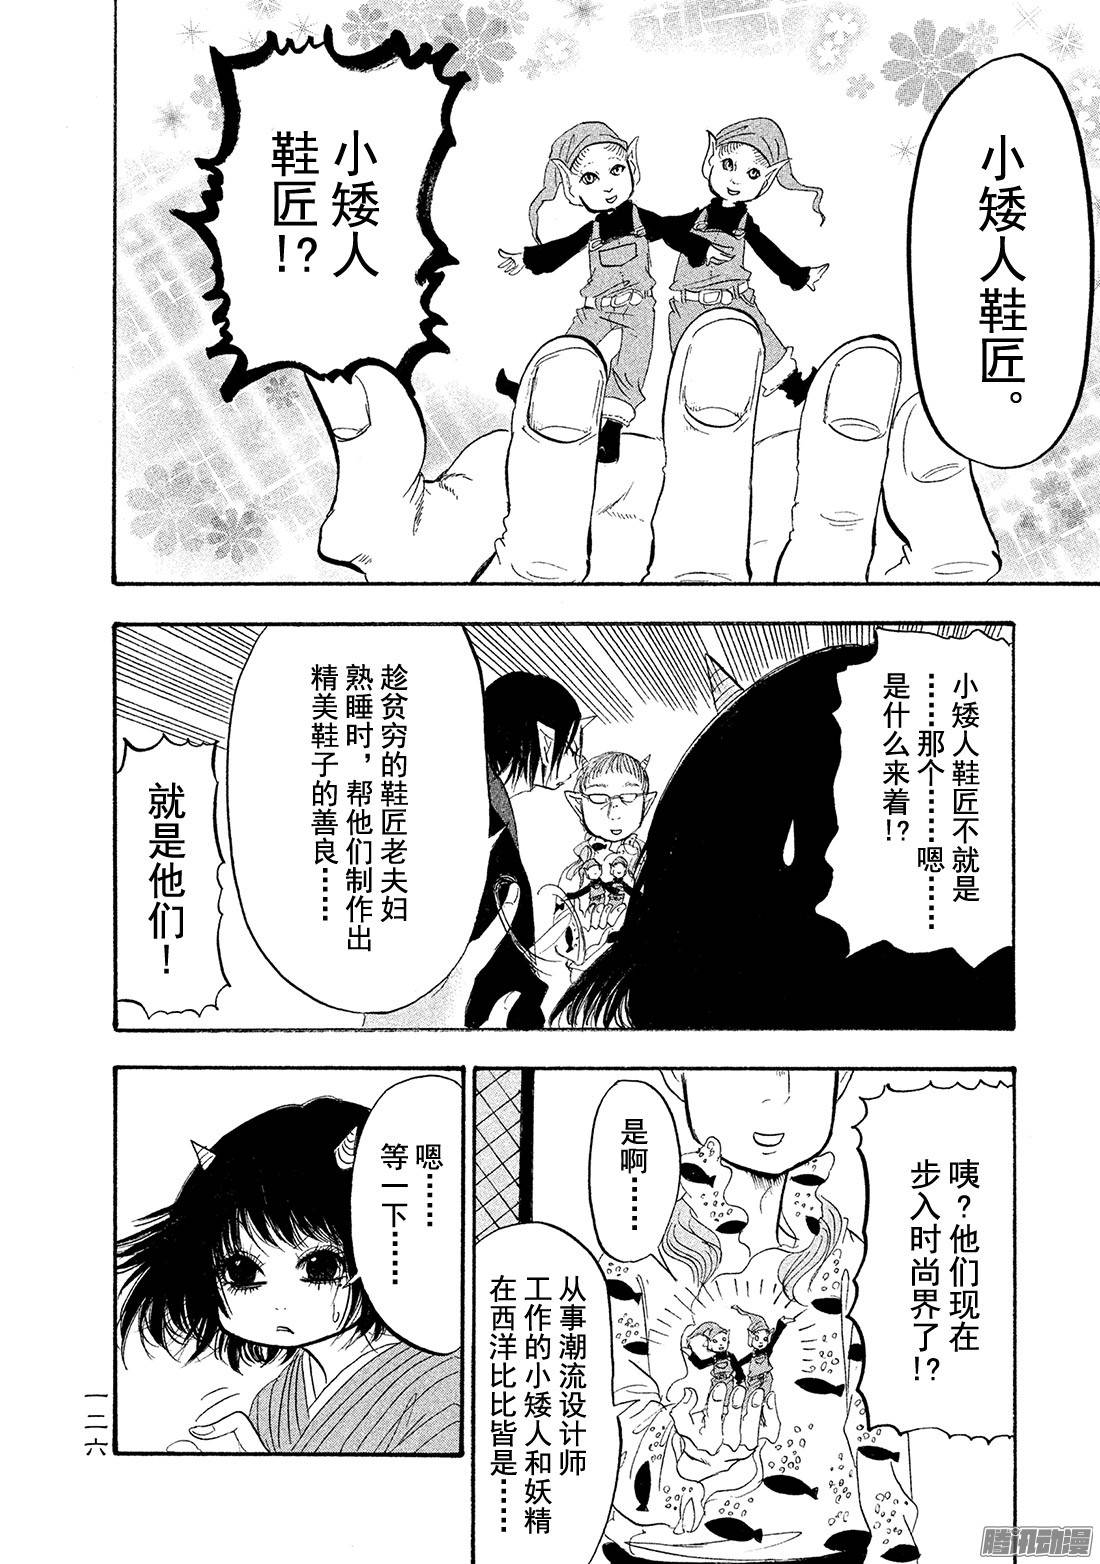 小矮人鞋匠。
小矮人
鞋匠!?
小矮人鞋匠不就是
……那个……嗯……
是什么来着!?
趁贫穷的鞋匠老夫妇
熟睡时，帮他们制作出
精美鞋子的善良……
就是他们！
咦？他们现在
步入时尚界了!?
是啊……
从事潮流设计师
工作的小矮人和妖精
在西洋比比皆是……
嗯……
等一下……
一二六
腾讯动漫